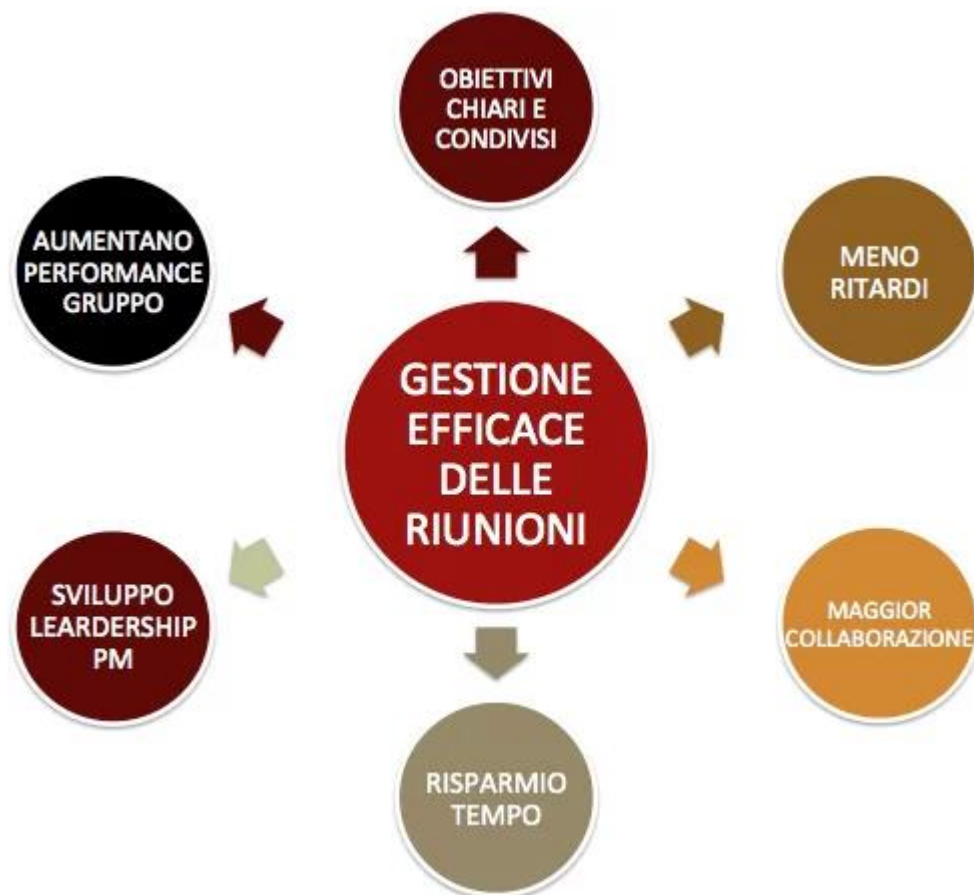 OBIETTIVI
CHIARI E
CONDIVISI
MENO
RITARDI
MAGGIOR
COLLABORAZIONE
RISPARMIO
TEMPO
SVILUPPO
LEARDERSHIP
PM
AUMENTANO
PERFORMANCE
GRUPPO
GESTIONE
EFFICACE
DELLE
RIUNIONI